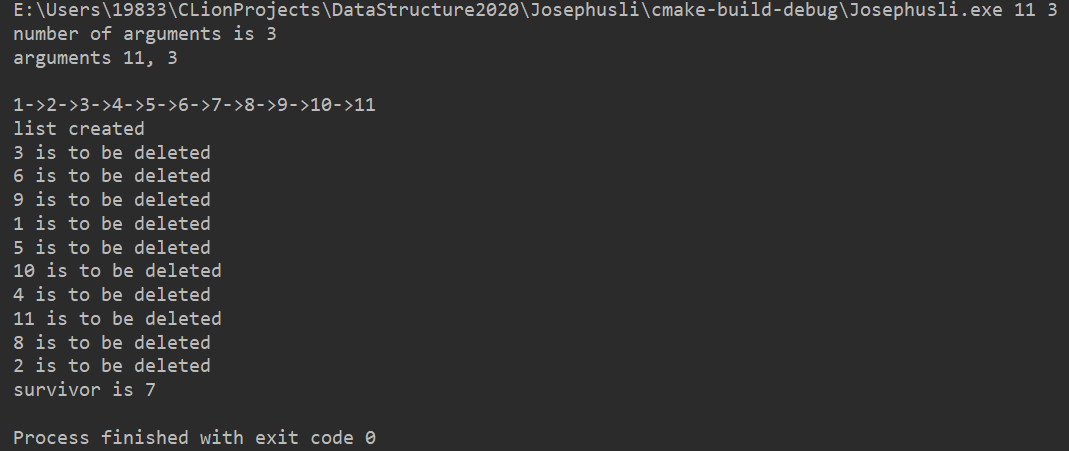 E:\Users\19833\CLionProjects\DataStructure2020\Josephusli\cmake-build-debug\Josephusli.exe 11 3
number of arguments is 3
arguments 11, 3
1->2->3->4->5->6->7->8->9->10->11
list created
3 is to be deleted
6 is to be deleted
9 is to be deleted
1 is to be deleted
5 is to be deleted
10 is to be deleted
4 is to be deleted
11 is to be deleted
8 is to be deleted
2 is to be deleted
survivor is 7
Process finished with exit code 0